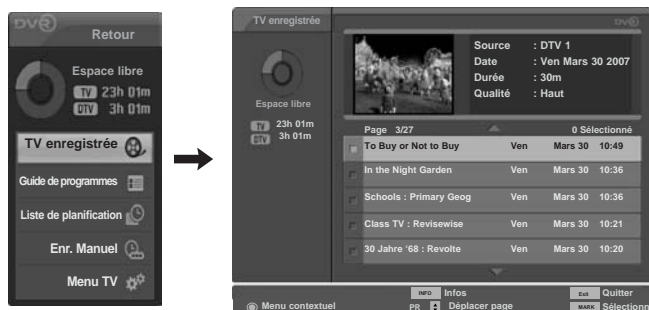 DVR
Retour
Espace libre
TV 23h 01m
DTV 3h 01m
TV enregistrée
Guide de programmes
Liste de planification
Enr. Manuel
Menu TV
TV enregistrée
DVR
Espace libre
TV 23h 01m
DTV 3h 01m
Source : DTV 1
Date : Ven Mars 30 2007
Durée : 30m
Qualité : Haut
Page 3/27 0 Sélectionné
To Buy or Not to Buy Ven Mars 30 10:49
In the Night Garden Ven Mars 30 10:36
Schools : Primary Geog Ven Mars 30 10:36
Class TV : Revisewise Ven Mars 30 10:21
30 Jahre ‘68 : Revolte Ven Mars 30 10:20
INFO Infos Exit Quitter
Menu contextuel PR Déplacer page MARK Sélectionn